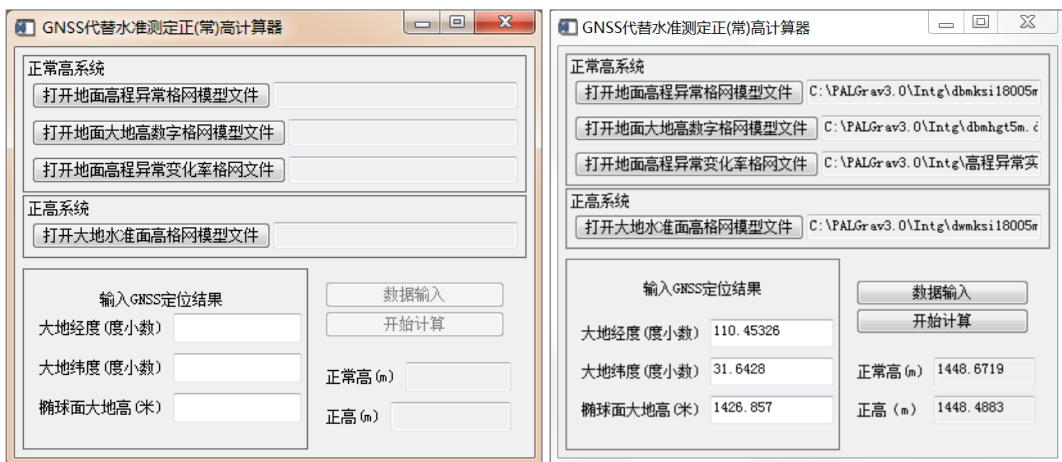 GNSS代替水准测定正(常)高计算器
正常高系统
打开地面高程异常格网模型文件
打开地面大地高数字格网模型文件
打开地面高程异常变化率格网文件
正高系统
打开大地水准面高格网模型文件
输入GNSS定位结果
大地经度(度小数)
大地纬度(度小数)
椭球面大地高(米)
数据输入
开始计算
正常高(m)
正高(m)
GNSS代替水准测定正(常)高计算器
正常高系统
打开地面高程异常格网模型文件 C:\PALGrav3.0\Intg\dbmksi18005m
打开地面大地高数字格网模型文件 C:\PALGrav3.0\Intg\dbmhgt5m.
打开地面高程异常变化率格网文件 C:\PALGrav3.0\Intg\高程异常实
正高系统
打开大地水准面高格网模型文件 C:\PALGrav3.0\Intg\dwmksi18005m
输入GNSS定位结果
大地经度(度小数) 110.45326
大地纬度(度小数) 31.6428
椭球面大地高(米) 1426.857
数据输入
开始计算
正常高(m) 1448.6719
正高 (m) 1448.4883